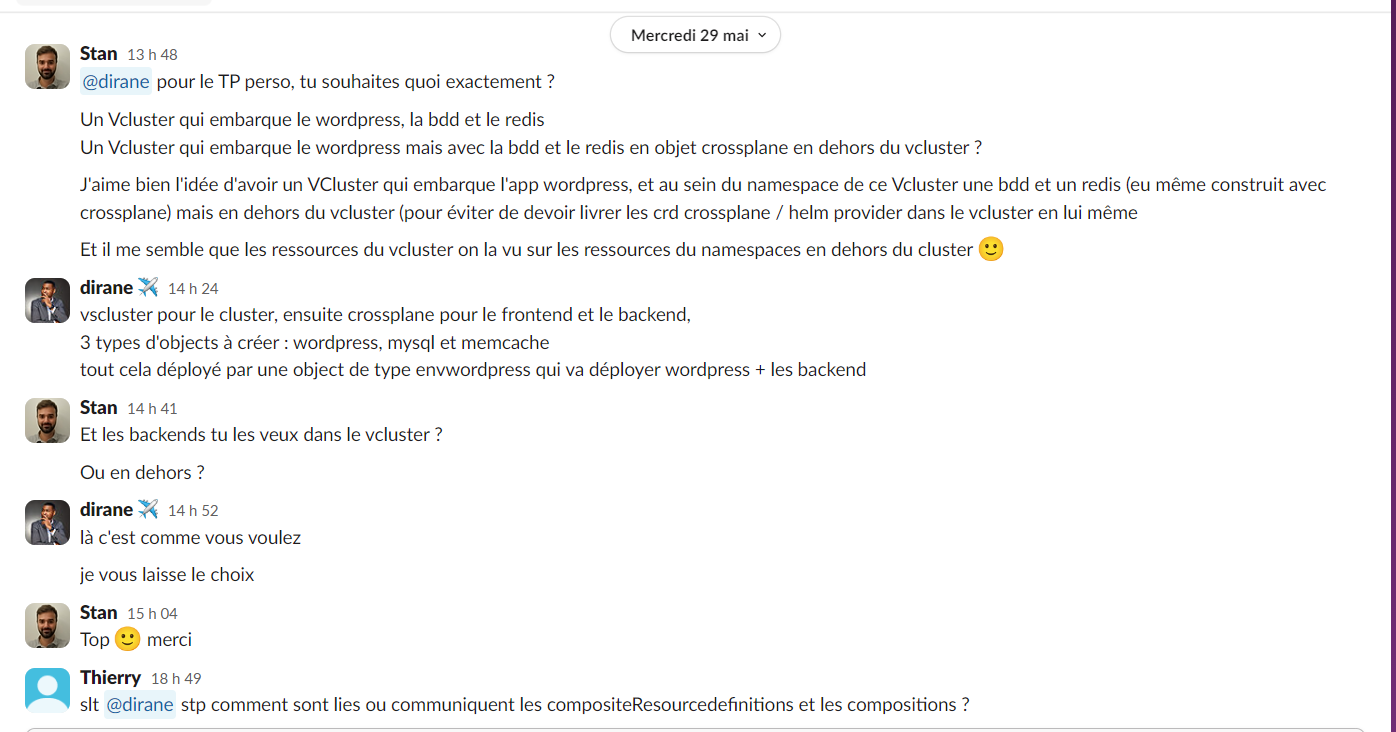 Mercredi 29 mai
Stan 13 h 48
@dirane pour le TP perso, tu souhaites quoi exactement ?
Un Vcluster qui embarque le wordpress, la bdd et le redis
Un Vcluster qui embarque le wordpress mais avec la bdd et le redis en objet crossplane en dehors du vcluster ?
J'aime bien l'idée d'avoir un VCluster qui embarque l'app wordpress, et au sein du namespace de ce Vcluster une bdd et un redis (eu même construit avec
crossplane) mais en dehors du vcluster (pour éviter de devoir livrer les crd crossplane / helm provider dans le vcluster en lui même
Et il me semble que les ressources du vcluster on la vu sur les ressources du namespaces en dehors du cluster 🙂
dirane ✈️ 14 h 24
vscluster pour le cluster, ensuite crossplane pour le frontend et le backend,
3 types d'objects à créer : wordpress, mysql et memcache
tout cela déployé par une object de type envwordpress qui va déployer wordpress + les backend
Stan 14 h 41
Et les backends tu les veux dans le vcluster ?
Ou en dehors ?
dirane ✈️ 14 h 52
là c'est comme vous voulez
je vous laisse le choix
Stan 15 h 04
Top 🙂 merci
Thierry 18 h 49
slt @dirane stp comment sont lies ou communiquent les compositeResourcedefinitions et les compositions ?